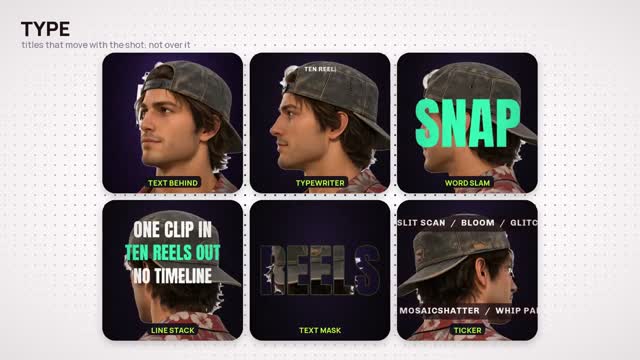 TYPE
titles that move with the shot, not over it
TEN REEL
SNAP
TEXT BEHIND
TYPEWRITER
WORD SLAM
ONE CLIP IN
TEN REELS OUT
NO TIMELINE
REELS
SLIT SCAN / BLOOM / GLITC
MOSAICSHATTER / WHIP PA
LINE STACK
TEXT MASK
TICKER